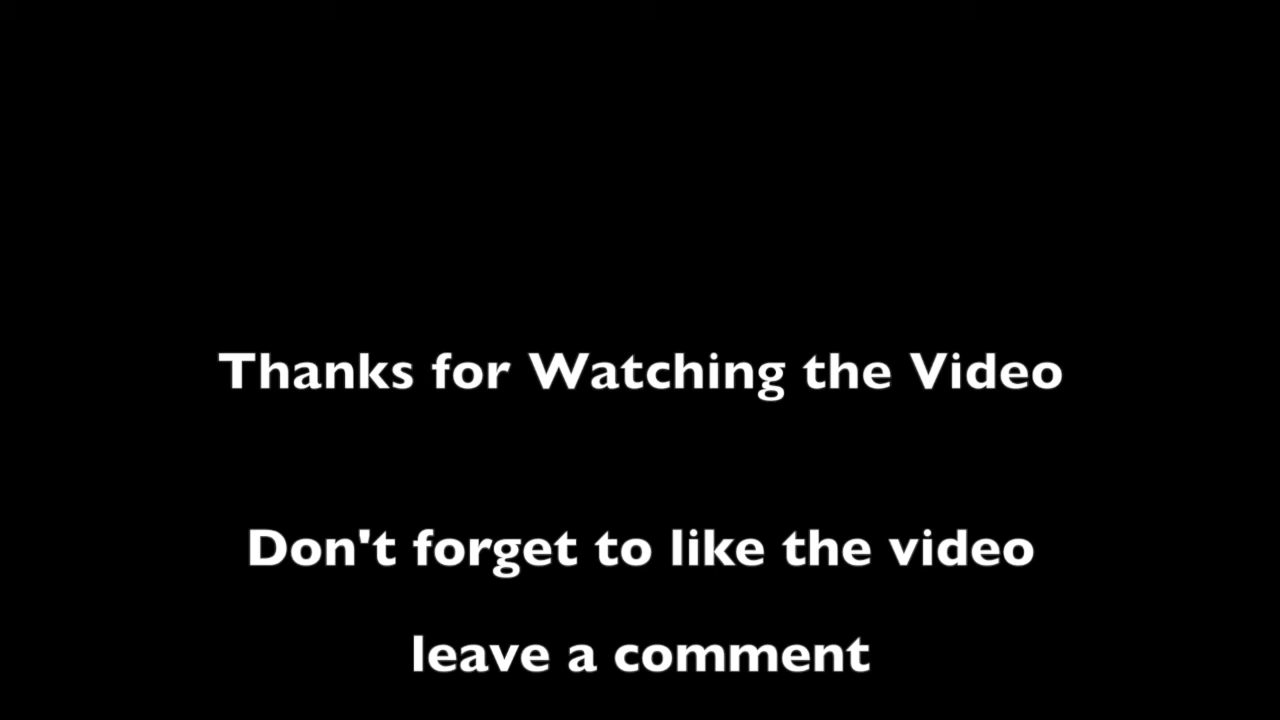 Thanks for Watching the Video
Don't forget to like the video
leave a comment